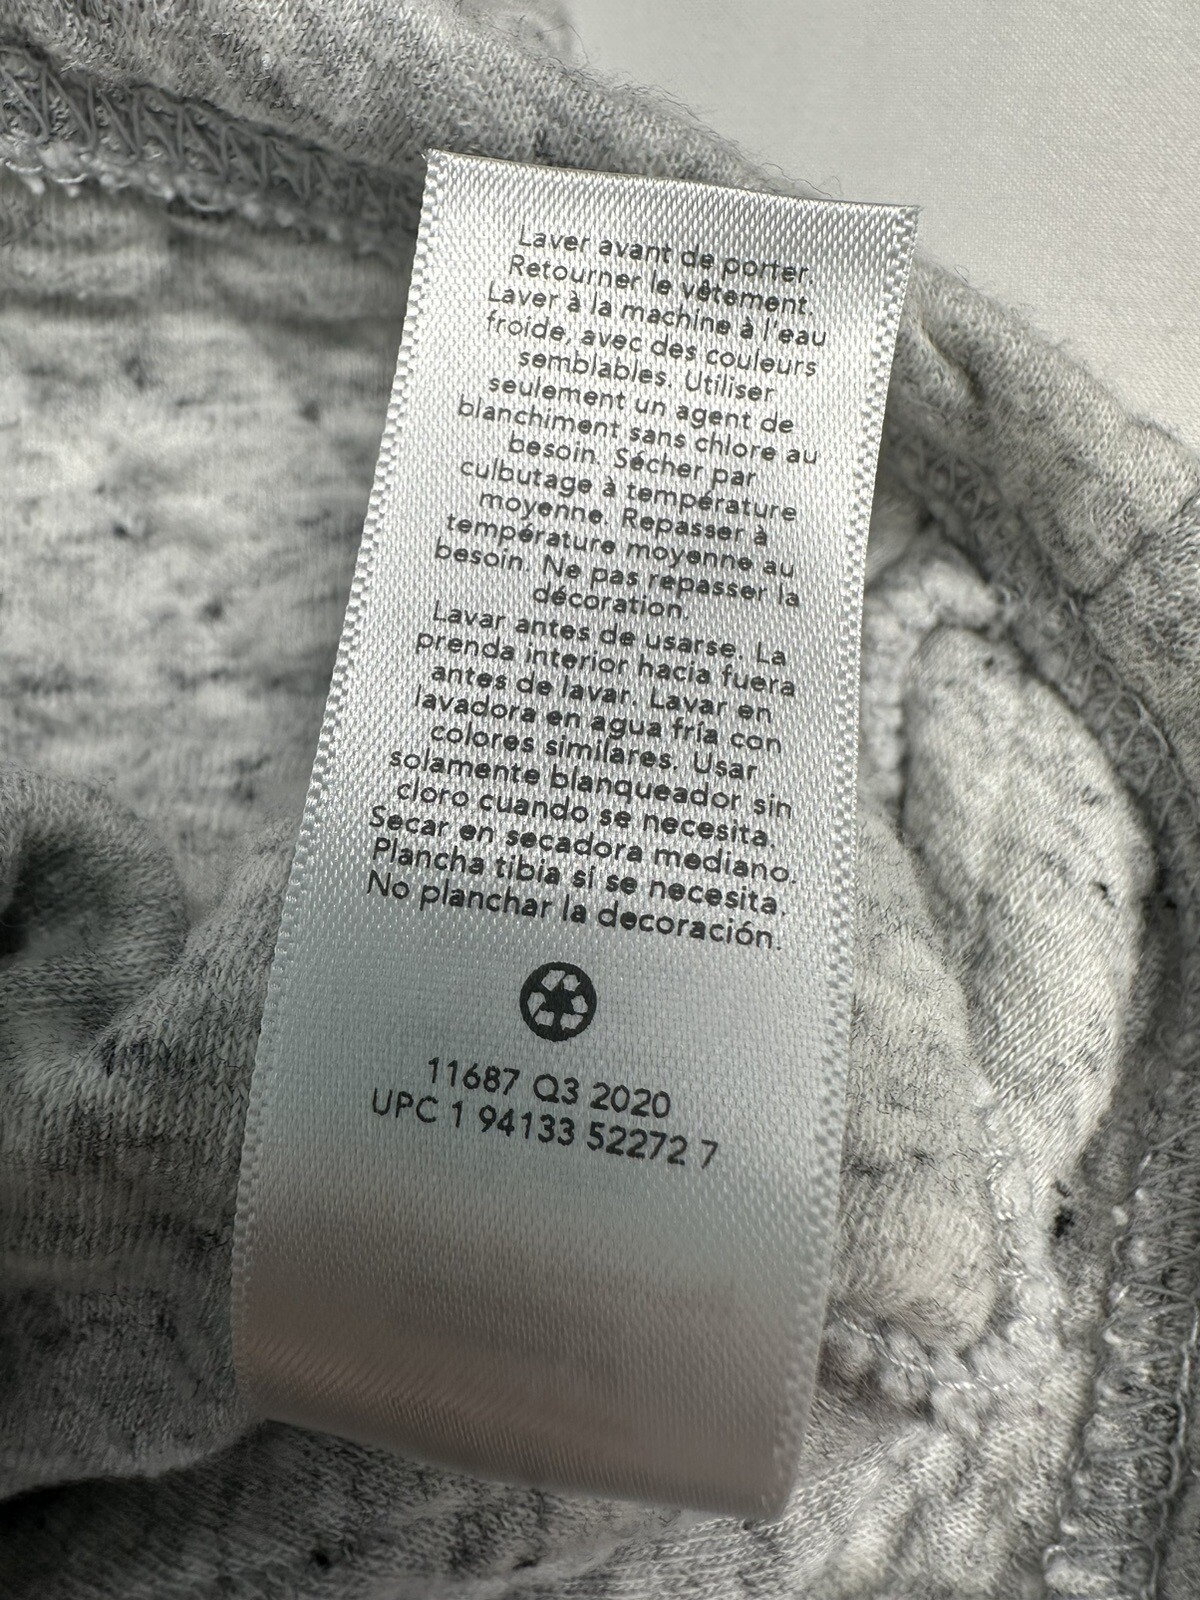 Laver avant de porter.
Retourner le vêtement.
Laver à la machine à l'eau
froide, avec des couleurs
semblables. Utiliser
seulement un agent de
blanchiment sans chlore au
besoin. Sécher par
culbutage à température
moyenne. Repasser à
température moyenne au
besoin. Ne pas repasser la
décoration.
Lavar antes de usarse. La
prenda interior hacia fuera
antes de lavar. Lavar en
lavadora en agua fría con
colores similares. Usar
solamente blanqueador sin
cloro cuando se necesita.
Secar en secadora mediano.
Plancha tibia si se necesita.
No planchar la decoración.
11687 Q3 2020
UPC 1 94133 52272 7